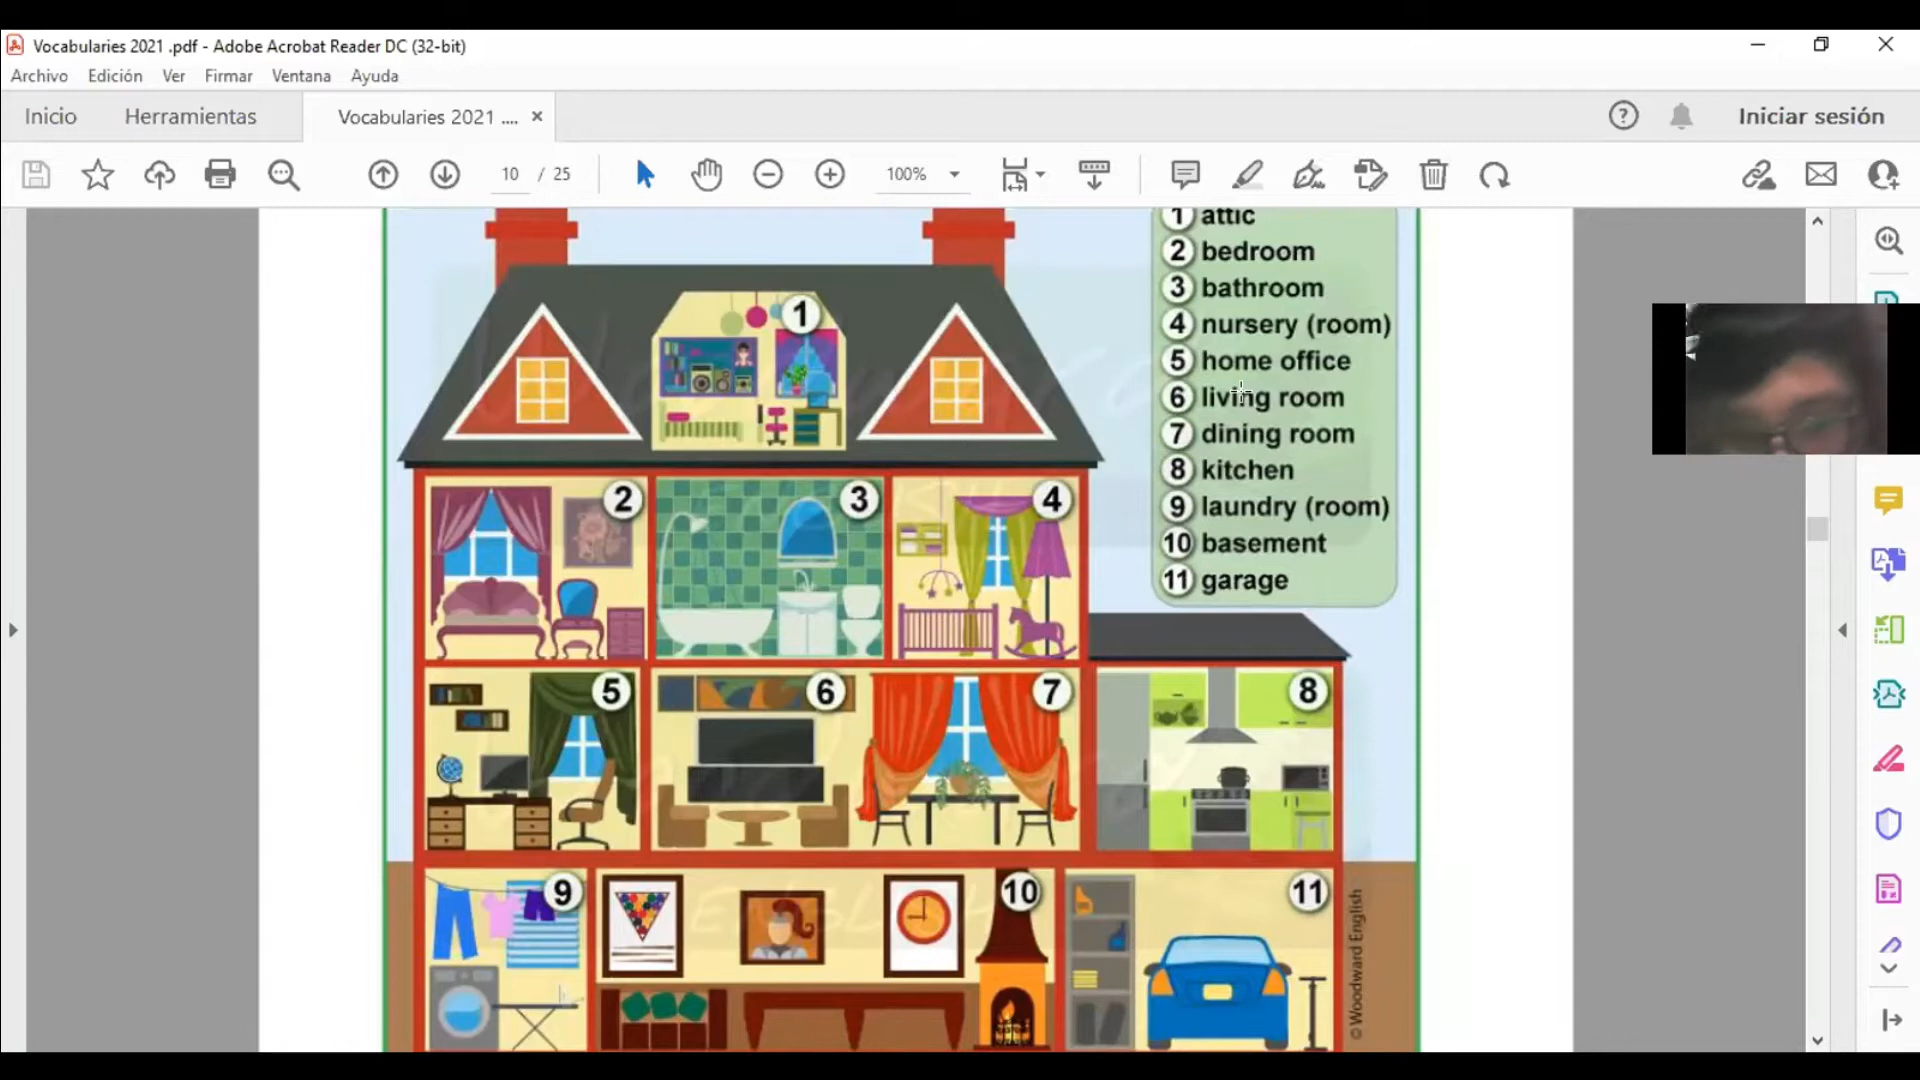 Vocabularies 2021 .pdf - Adobe Acrobat Reader DC (32-bit)
Archivo Edición Ver Firmar Ventana Ayuda
Inicio Herramientas Vocabularies 2021 .... × Iniciar sesión
10 / 25 100%
1 attic
2 bedroom
3 bathroom
4 nursery (room)
5 home office
6 living room
7 dining room
8 kitchen
9 laundry (room)
10 basement
11 garage
1
2 3 4
5 6 7 8
9 10 11
ENGLISH
© Woodward English